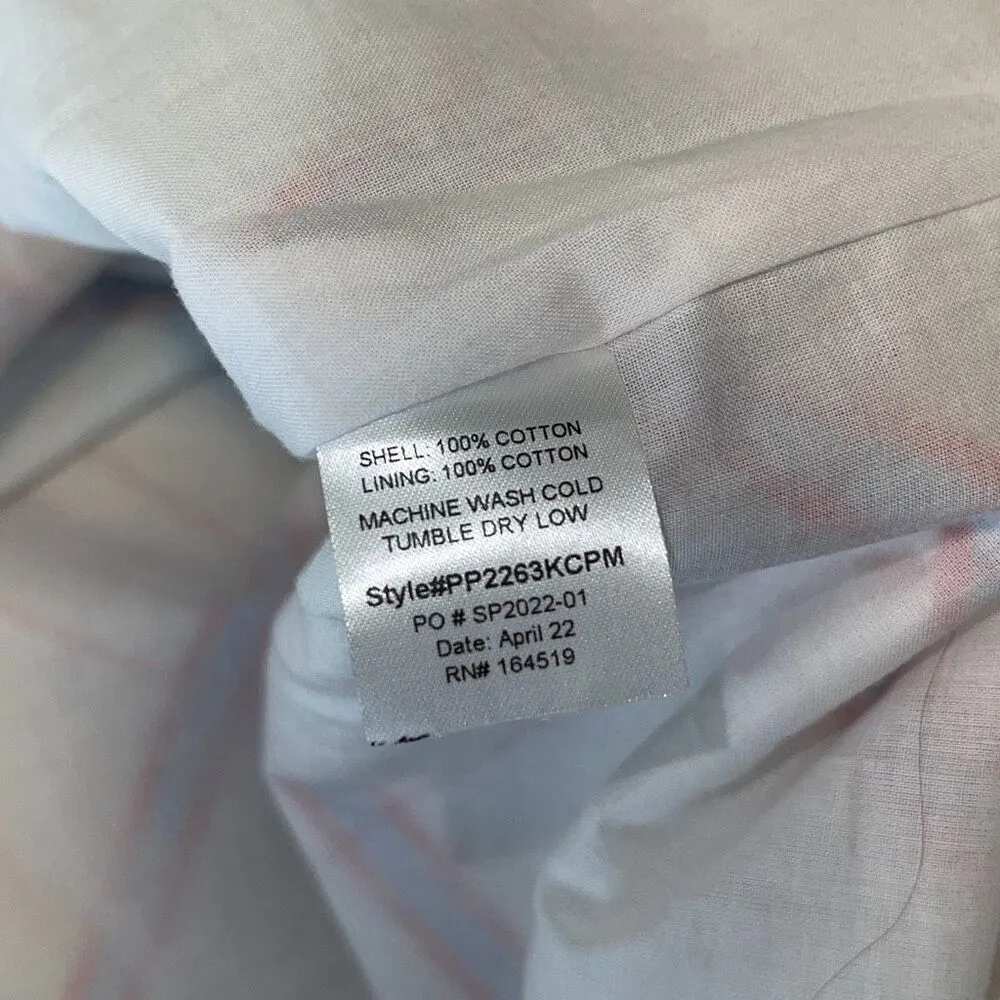 SHELL: 100% COTTON
LINING: 100% COTTON
MACHINE WASH COLD
TUMBLE DRY LOW
Style#PP2263KCPM
PO # SP2022-01
Date: April 22
RN# 164519